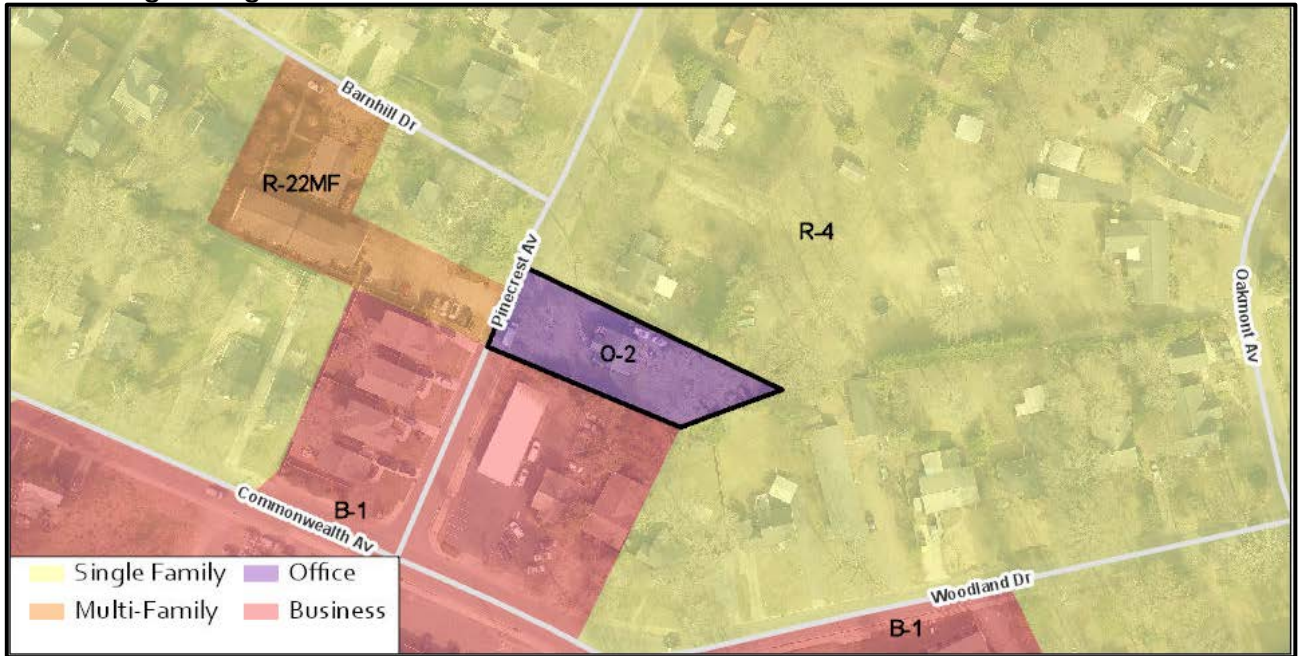 Barnhill Dr
R-22MF
R-4
Pinecrest Av
O-2
Oakmont Av
Commonwealth Av
B-1
Woodland Dr
B-1
Single Family
Office
Multi-Family
Business